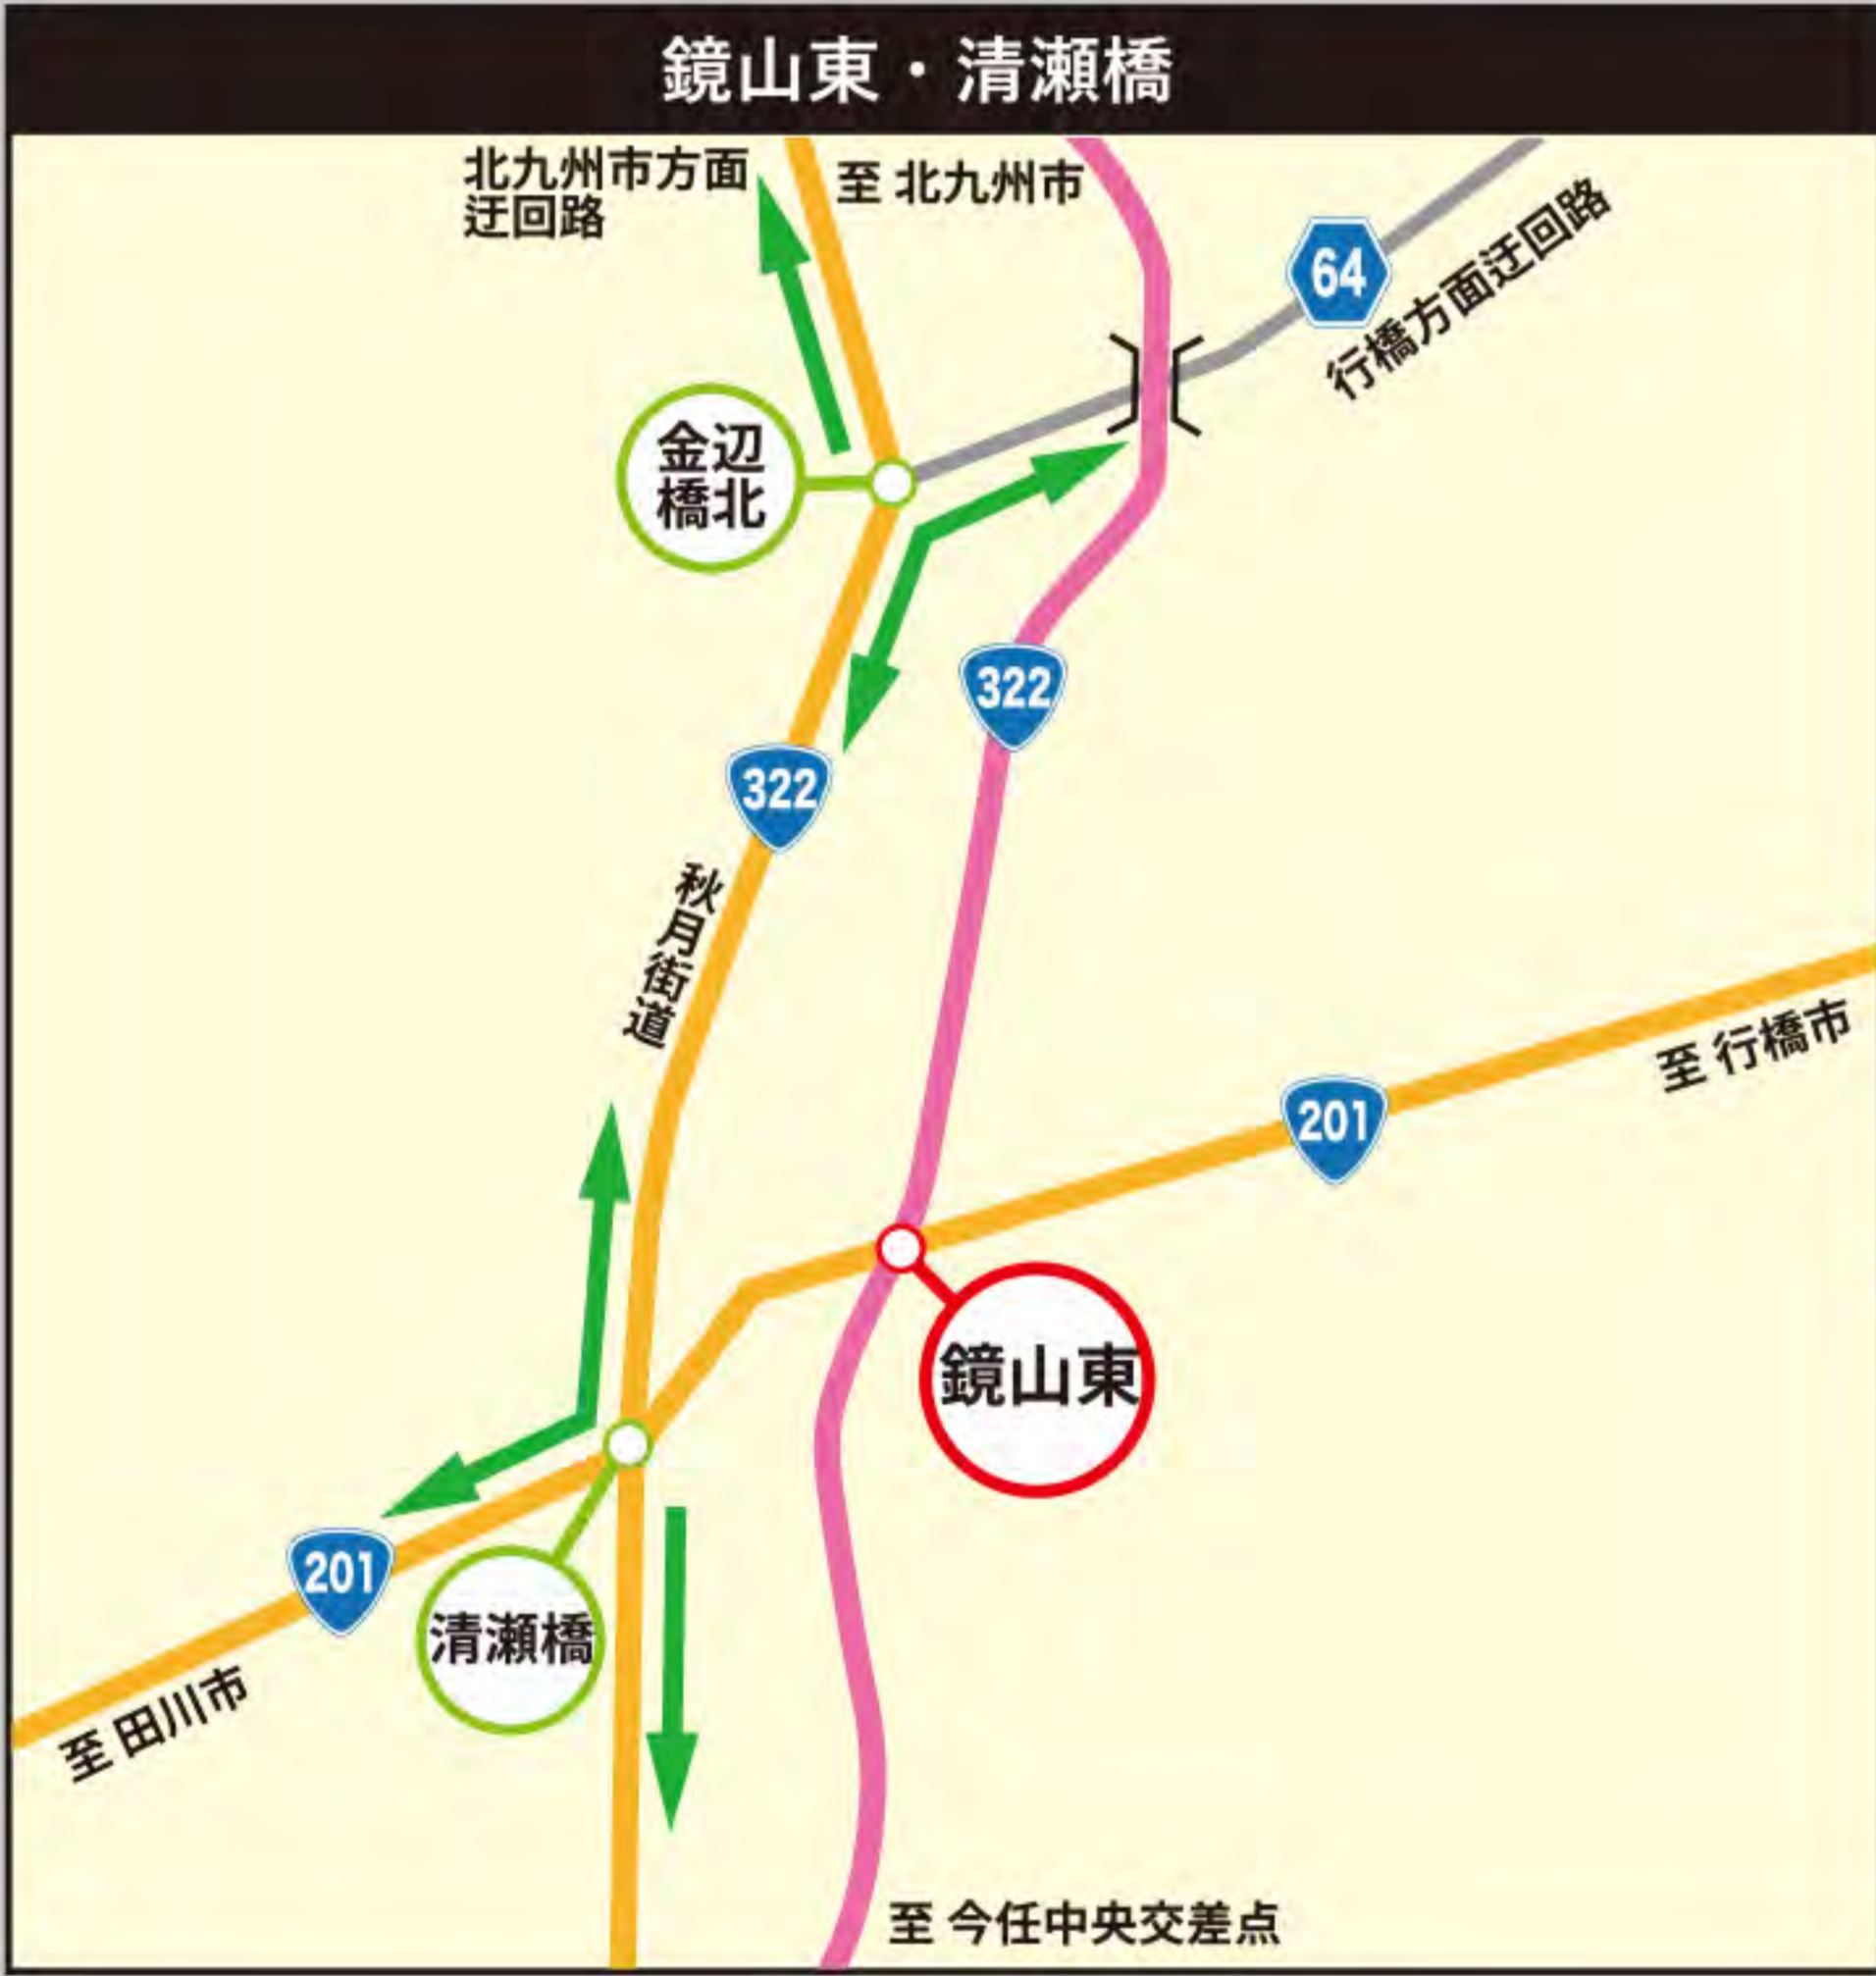 鏡山東・清瀬橋
北九州市方面
迂回路
至 北九州市
64
行橋方面迂回路
金辺
橋北
322
322
秋月街道
至 行橋市
201
鏡山東
201
清瀬橋
至 田川市
至 今任中央交差点